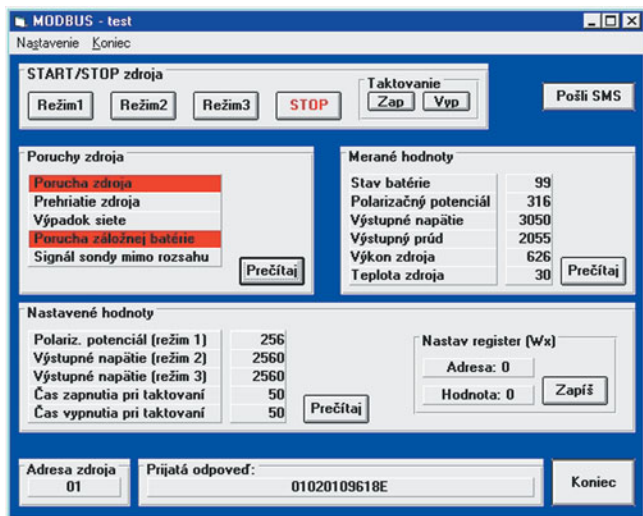 MODBUS - test
Nastavenie Koniec
START/STOP zdroja
Režim1 Režim2 Režim3 STOP
Taktovanie
Zap Vyp
Pošli SMS
Poruchy zdroja
Porucha zdroja
Prehriatie zdroja
Výpadok siete
Porucha záložnej batérie
Signál sondy mimo rozsahu
Prečítaj
Merané hodnoty
Stav batérie 99
Polarizačný potenciál 316
Výstupné napätie 3050
Výstupný prúd 2055
Výkon zdroja 626
Teplota zdroja 30
Prečítaj
Nastavené hodnoty
Polariz. potenciál (režim 1) 256
Výstupné napätie (režim 2) 2560
Výstupné napätie (režim 3) 2560
Čas zapnutia pri taktovaní 50
Čas vypnutia pri taktovaní 50
Prečítaj
Nastav register (Wx)
Adresa: 0
Hodnota: 0
Zapíš
Adresa zdroja
01
Prijatá odpoveď:
01020109618E
Koniec